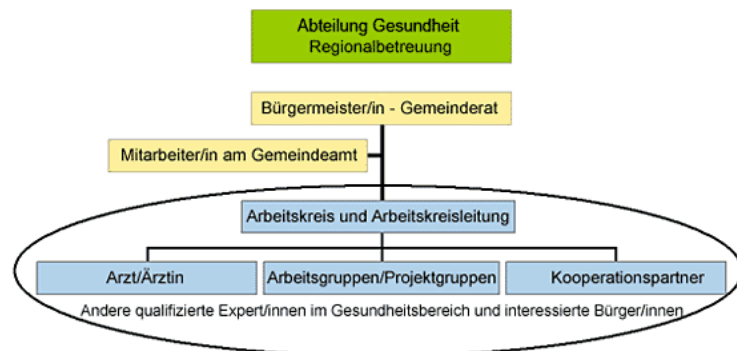 Abteilung Gesundheit
Regionalbetreuung
Bürgermeister/in - Gemeinderat
Mitarbeiter/in am Gemeindeamt
Arbeitskreis und Arbeitskreisleitung
Arzt/Ärztin
Arbeitsgruppen/Projektgruppen
Kooperationspartner
Andere qualifizierte Expert/innen im Gesundheitsbereich und interessierte Bürger/innen